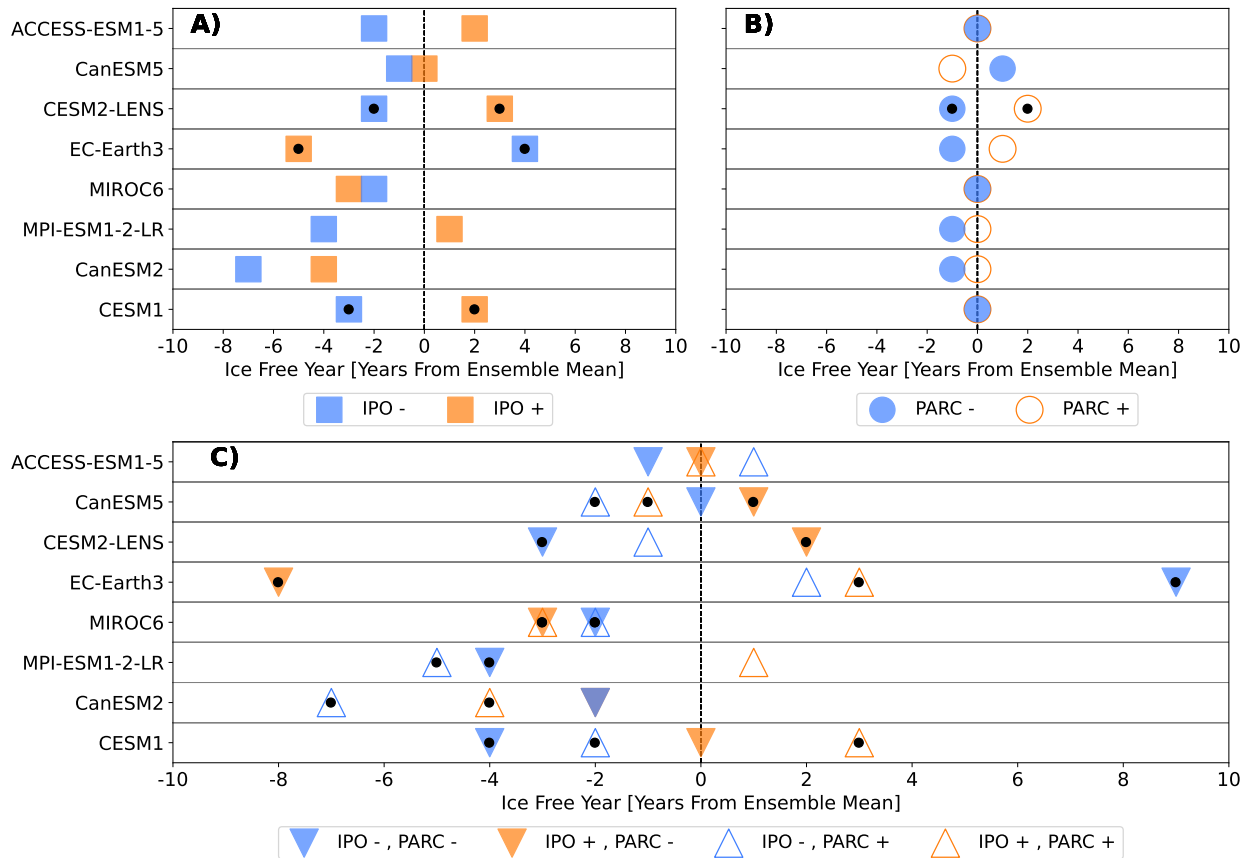 A)
ACCESS-ESM1-5
CanESM5
CESM2-LENS
EC-Earth3
MIROC6
MPI-ESM1-2-LR
CanESM2
CESM1
-10 -8 -6 -4 -2 0 2 4 6 8 10
Ice Free Year [Years From Ensemble Mean]
IPO - IPO +
B)
-10 -8 -6 -4 -2 0 2 4 6 8 10
Ice Free Year [Years From Ensemble Mean]
PARC - PARC +
C)
ACCESS-ESM1-5
CanESM5
CESM2-LENS
EC-Earth3
MIROC6
MPI-ESM1-2-LR
CanESM2
CESM1
-10 -8 -6 -4 -2 0 2 4 6 8 10
Ice Free Year [Years From Ensemble Mean]
IPO - , PARC - IPO + , PARC - IPO - , PARC + IPO + , PARC +